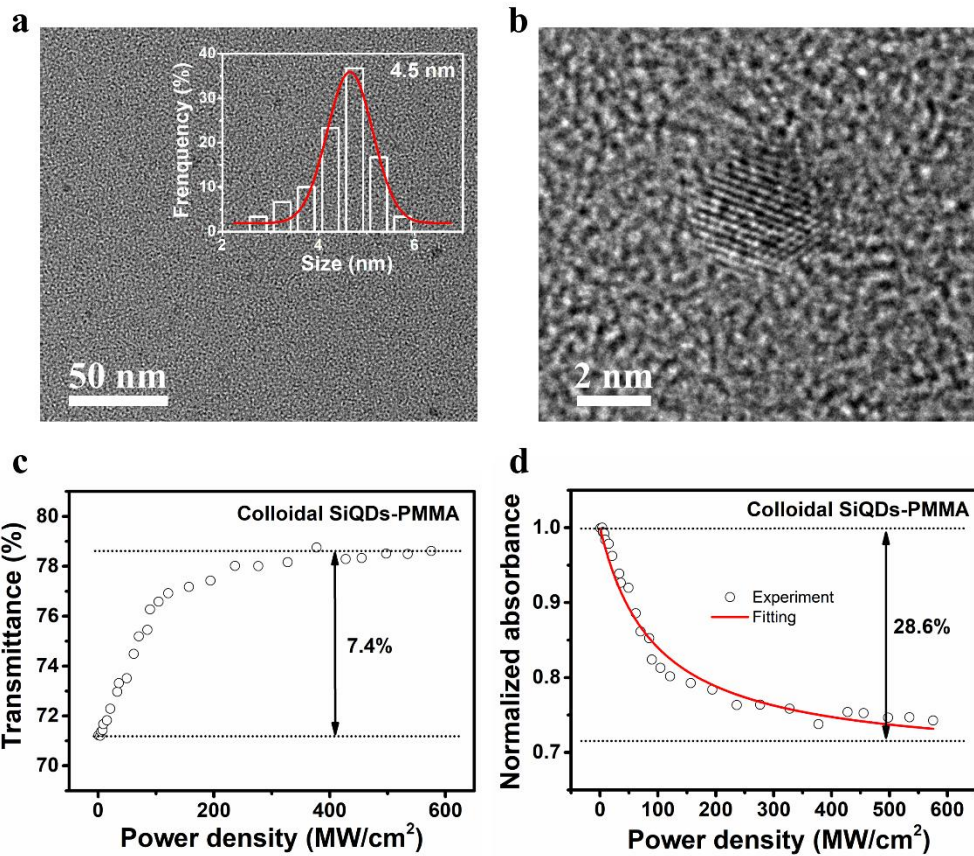 a
4.5 nm
Frenquency (%)
40
30
20
10
0
2
4
6
Size (nm)
50 nm
b
2 nm
c
Colloidal SiQDs-PMMA
Transmittance (%)
80
78
76
74
72
70
7.4%
0
200
400
600
Power density (MW/cm²)
d
Colloidal SiQDs-PMMA
Normalized absorbance
1.0
0.9
0.8
0.7
Experiment
Fitting
28.6%
0
100
200
300
400
500
600
Power density (MW/cm²)